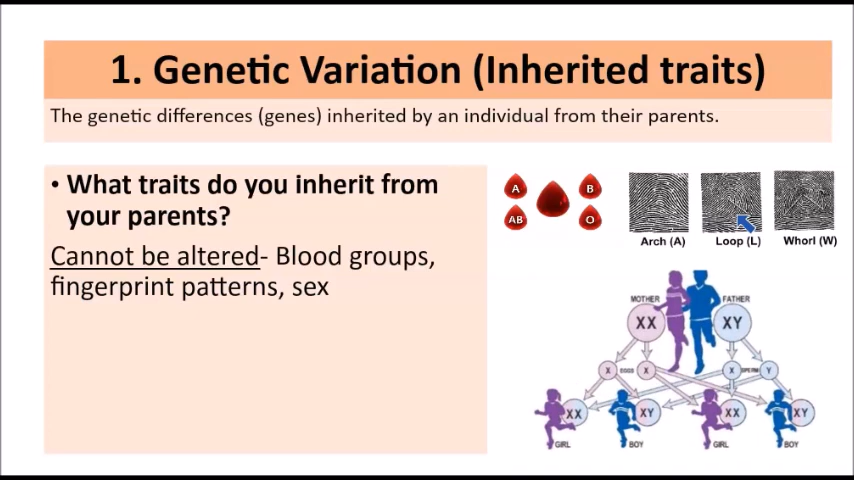 1. Genetic Variation (Inherited traits)
The genetic differences (genes) inherited by an individual from their parents.
• What traits do you inherit from
your parents?
Cannot be altered- Blood groups,
fingerprint patterns, sex
A B
AB O
Arch (A) Loop (L) Whorl (W)
MOTHER FATHER
XX XY
X EGGS X X SPERM Y
XX XY XX XY
GIRL BOY GIRL BOY